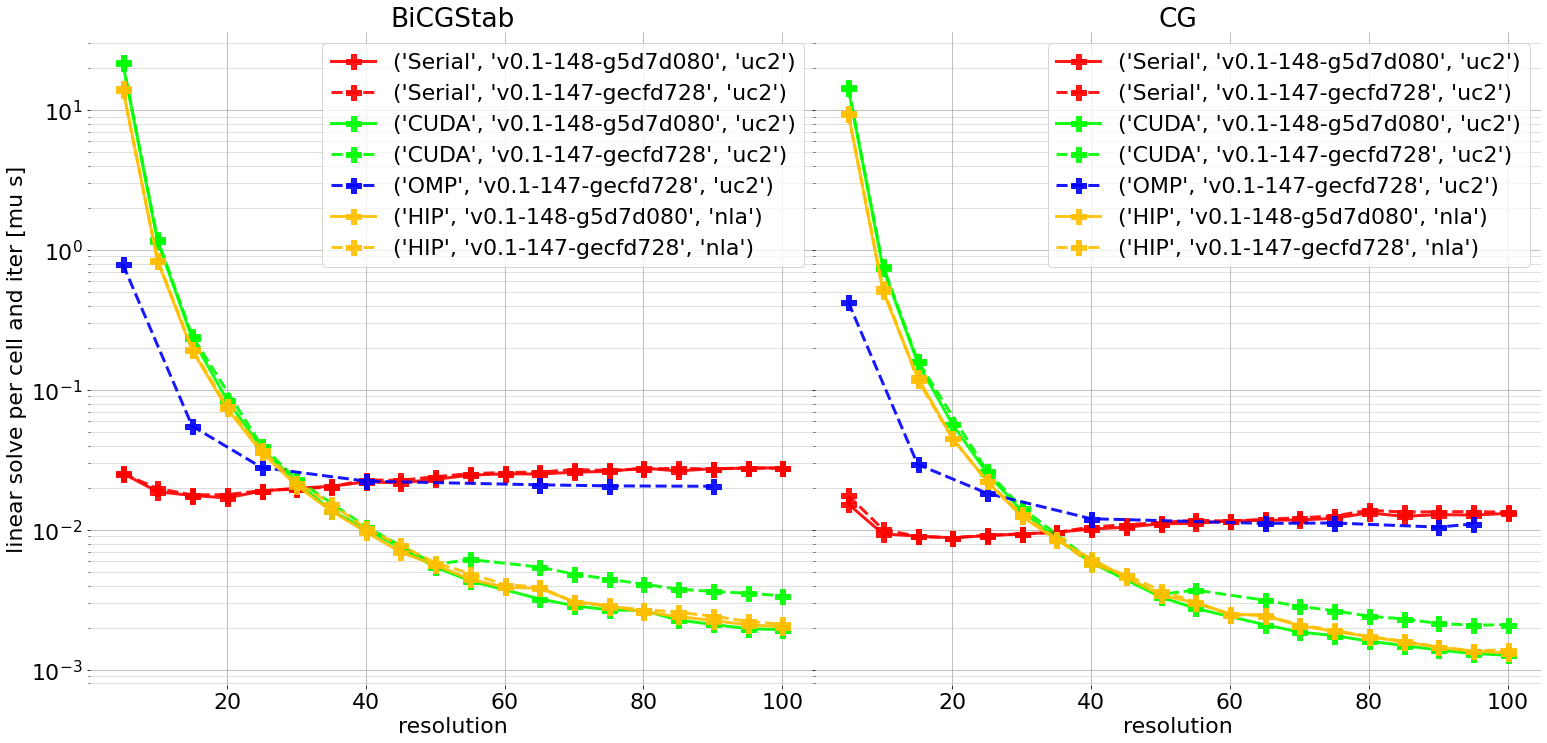 BiCGStab
CG
linear solve per cell and iter [mu s]
10^1
10^0
10^-1
10^-2
10^-3
('Serial', 'v0.1-148-g5d7d080', 'uc2')
('Serial', 'v0.1-147-gecfd728', 'uc2')
('CUDA', 'v0.1-148-g5d7d080', 'uc2')
('CUDA', 'v0.1-147-gecfd728', 'uc2')
('OMP', 'v0.1-147-gecfd728', 'uc2')
('HIP', 'v0.1-148-g5d7d080', 'nla')
('HIP', 'v0.1-147-gecfd728', 'nla')
20 40 60 80 100
resolution
('Serial', 'v0.1-148-g5d7d080', 'uc2')
('Serial', 'v0.1-147-gecfd728', 'uc2')
('CUDA', 'v0.1-148-g5d7d080', 'uc2')
('CUDA', 'v0.1-147-gecfd728', 'uc2')
('OMP', 'v0.1-147-gecfd728', 'uc2')
('HIP', 'v0.1-148-g5d7d080', 'nla')
('HIP', 'v0.1-147-gecfd728', 'nla')
20 40 60 80 100
resolution